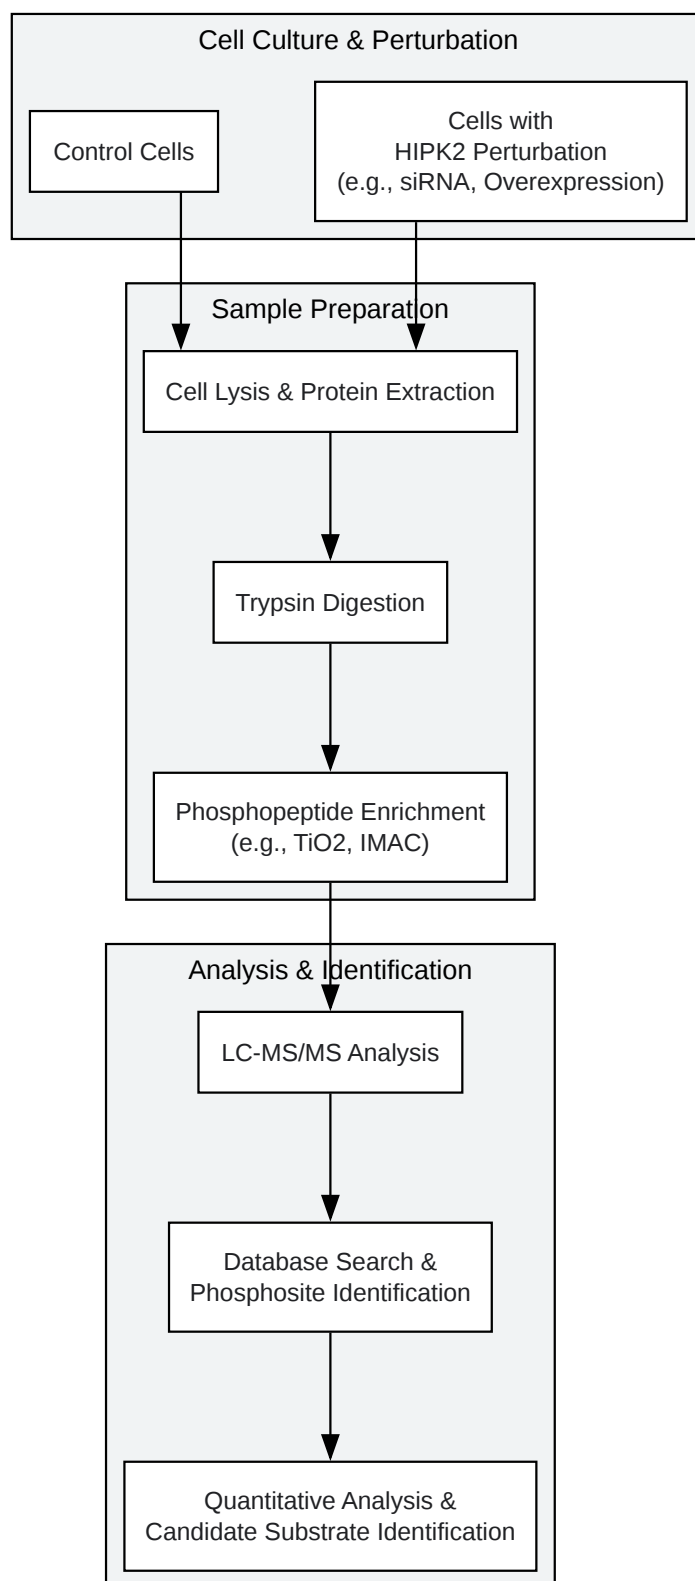 Cell Culture & Perturbation
Control Cells
Cells with
HIPK2 Perturbation
(e.g., siRNA, Overexpression)
Sample Preparation
Cell Lysis & Protein Extraction
Trypsin Digestion
Phosphopeptide Enrichment
(e.g., TiO2, IMAC)
Analysis & Identification
LC-MS/MS Analysis
Database Search &
Phosphosite Identification
Quantitative Analysis &
Candidate Substrate Identification